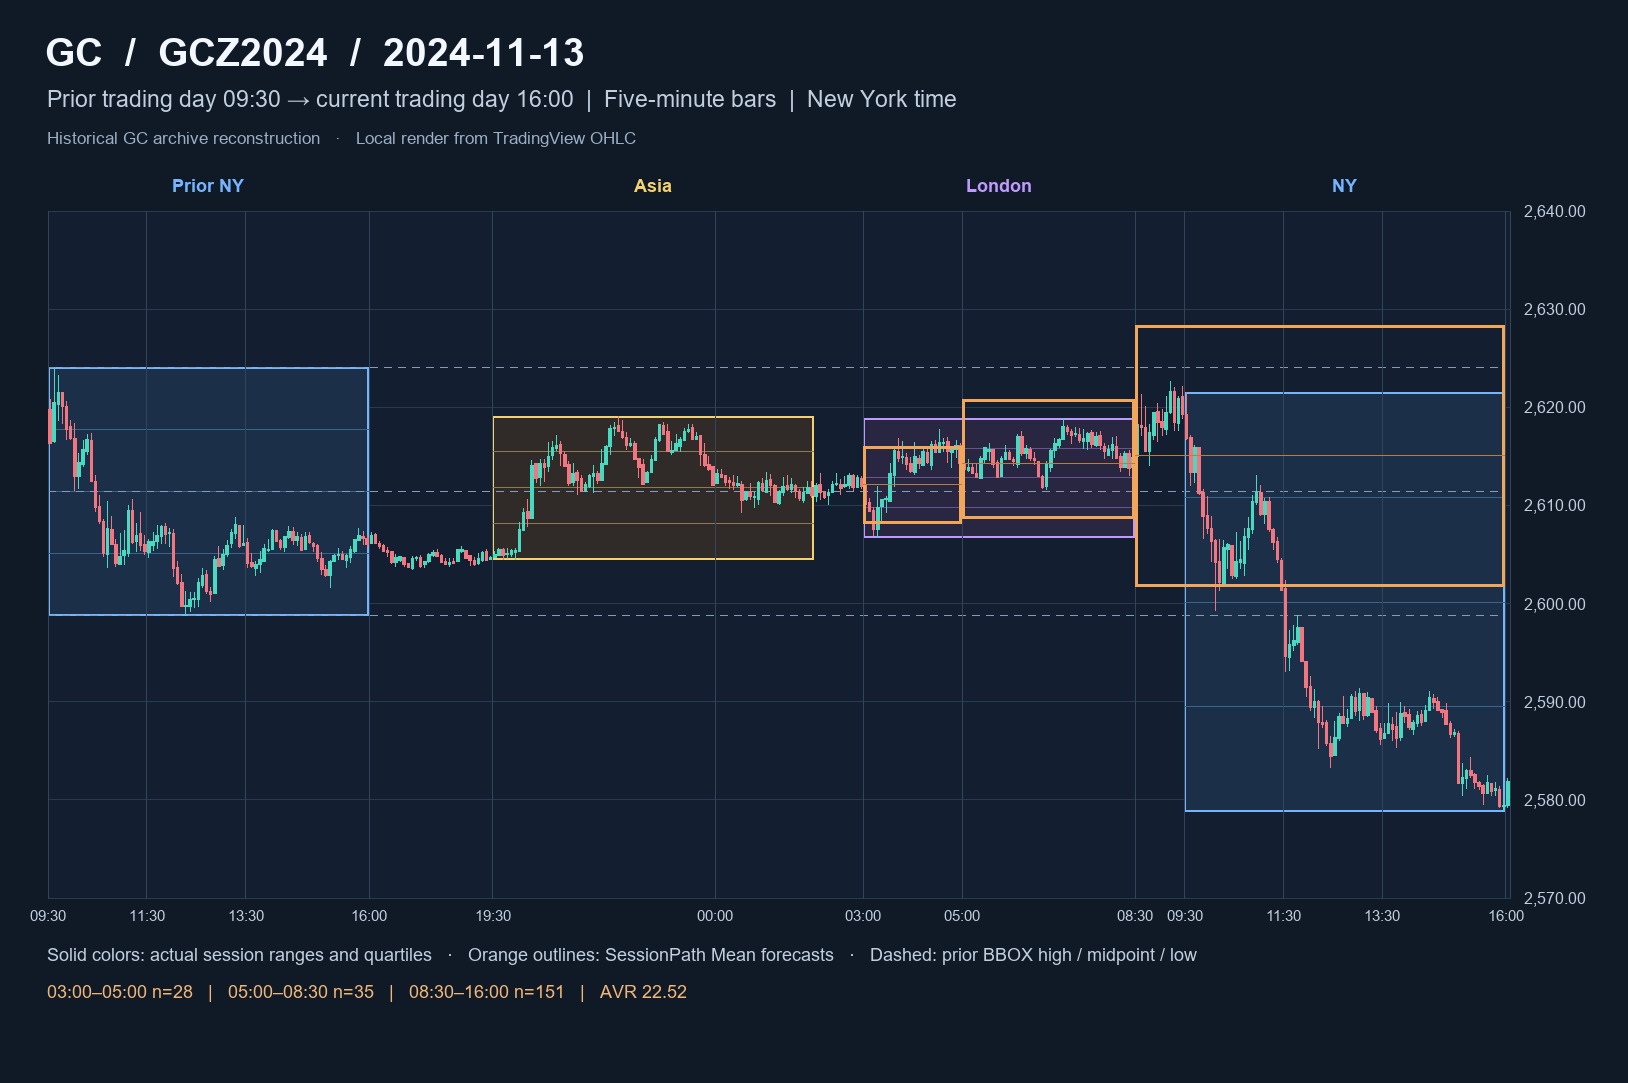 GC / GCZ2024 / 2024-11-13
Prior trading day 09:30 → current trading day 16:00 | Five-minute bars | New York time
Historical GC archive reconstruction · Local render from TradingView OHLC
Prior NY Asia London NY
2,640.00
2,630.00
2,620.00
2,610.00
2,600.00
2,590.00
2,580.00
2,570.00
09:30 11:30 13:30 16:00 19:30 00:00 03:00 05:00 08:30 09:30 11:30 13:30 16:00
Solid colors: actual session ranges and quartiles · Orange outlines: SessionPath Mean forecasts · Dashed: prior BBOX high / midpoint / low
03:00–05:00 n=28 | 05:00–08:30 n=35 | 08:30–16:00 n=151 | AVR 22.52